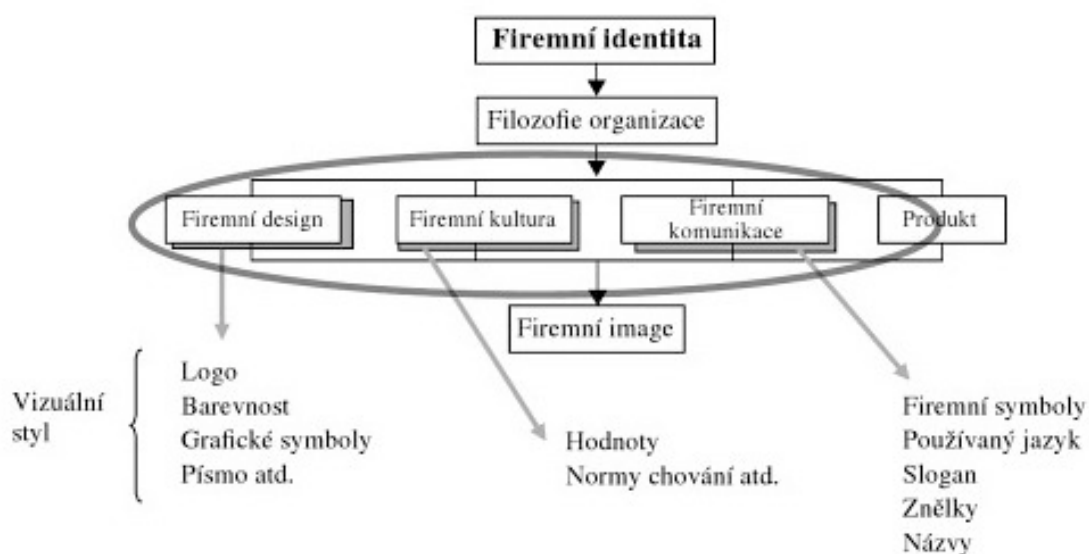 Firemní identita
Filozofie organizace
Firemní design
Firemní kultura
Firemní
komunikace
Produkt
Firemní image
Vizuální
styl
Logo
Barevnost
Grafické symboly
Písmo atd.
Hodnoty
Normy chování atd.
Firemní symboly
Používaný jazyk
Slogan
Znělky
Názvy